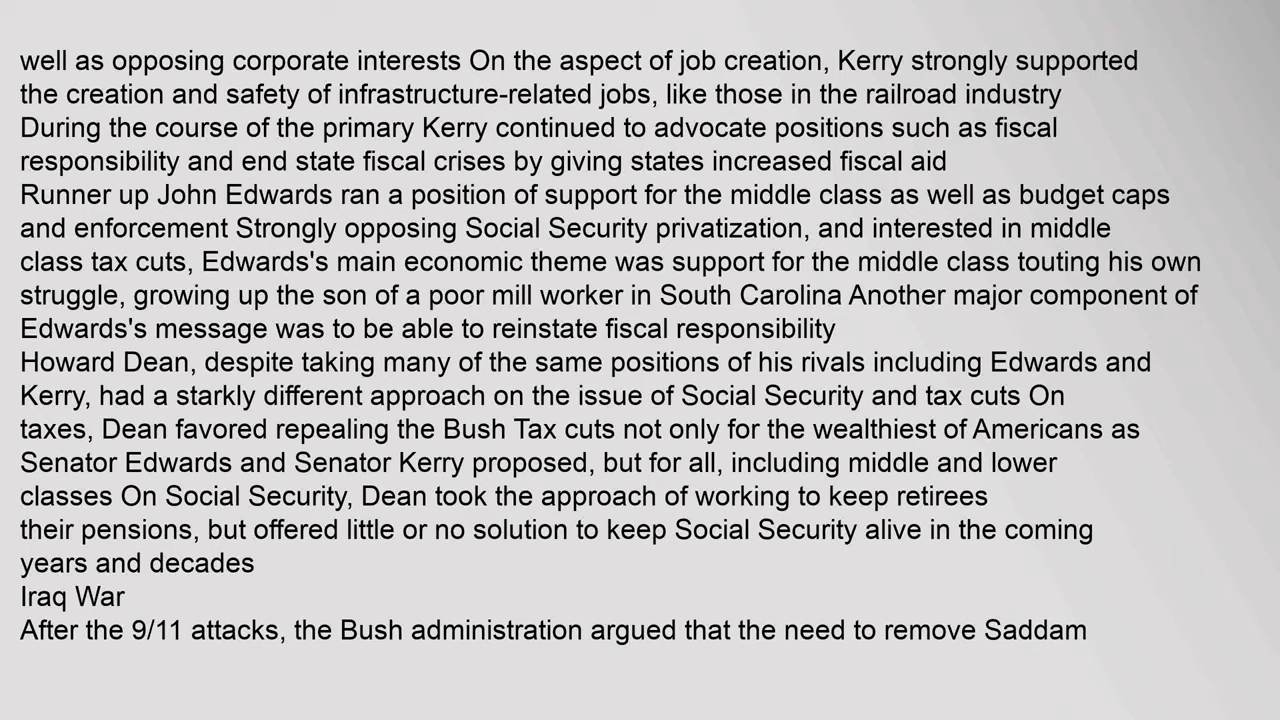 well as opposing corporate interests On the aspect of job creation, Kerry strongly supported
the creation and safety of infrastructure-related jobs, like those in the railroad industry
During the course of the primary Kerry continued to advocate positions such as fiscal
responsibility and end state fiscal crises by giving states increased fiscal aid
Runner up John Edwards ran a position of support for the middle class as well as budget caps
and enforcement Strongly opposing Social Security privatization, and interested in middle
class tax cuts, Edwards's main economic theme was support for the middle class touting his own
struggle, growing up the son of a poor mill worker in South Carolina Another major component of
Edwards's message was to be able to reinstate fiscal responsibility
Howard Dean, despite taking many of the same positions of his rivals including Edwards and
Kerry, had a starkly different approach on the issue of Social Security and tax cuts On
taxes, Dean favored repealing the Bush Tax cuts not only for the wealthiest of Americans as
Senator Edwards and Senator Kerry proposed, but for all, including middle and lower
classes On Social Security, Dean took the approach of working to keep retirees
their pensions, but offered little or no solution to keep Social Security alive in the coming
years and decades
Iraq War
After the 9/11 attacks, the Bush administration argued that the need to remove Saddam